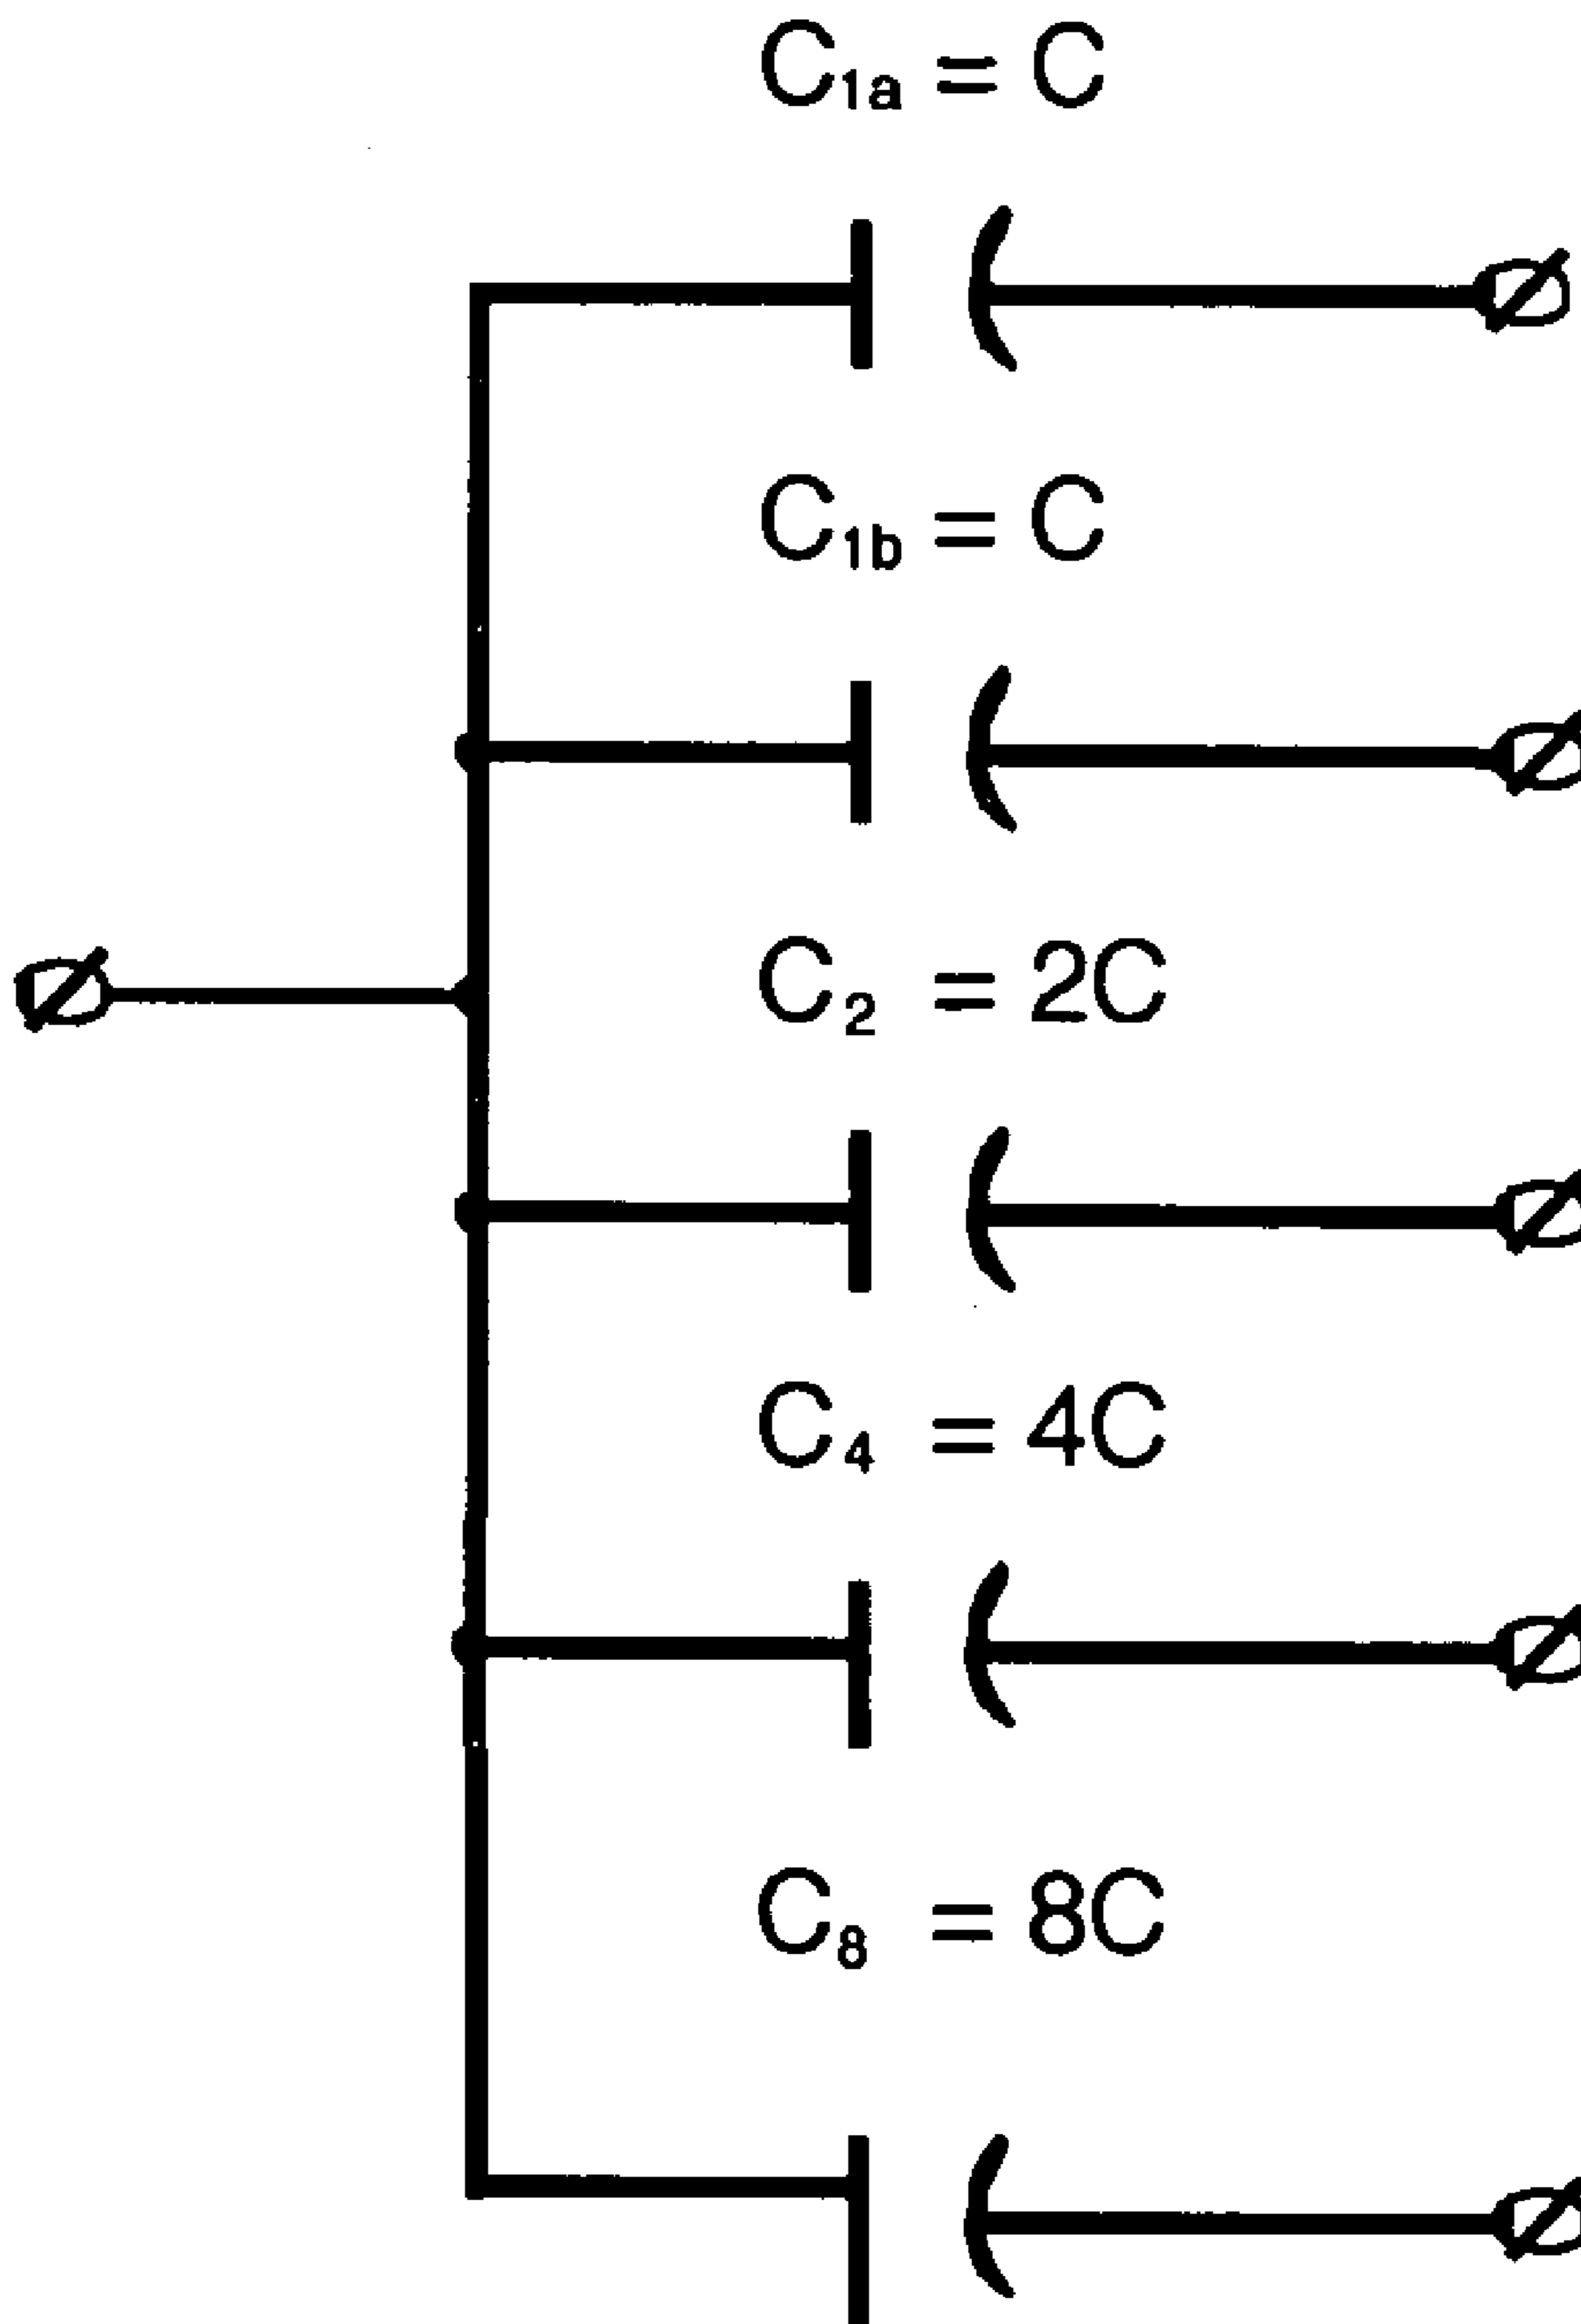 C₁ₐ = C
C₁b = C
C₂ = 2C
C₄ = 4C
C₈ = 8C